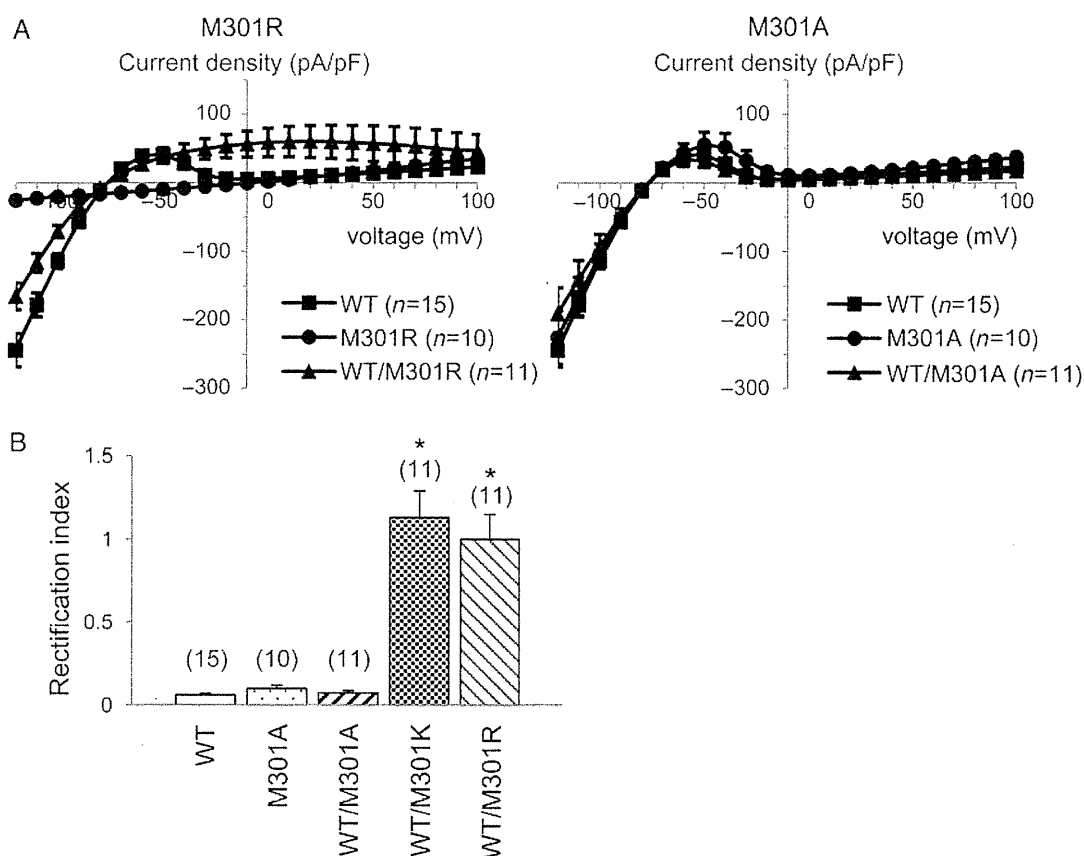 A
M301R
Current density (pA/pF)
100
−50
0
50
100
voltage (mV)
−100
−200
−300
WT (n=15)
M301R (n=10)
WT/M301R (n=11)
M301A
Current density (pA/pF)
100
−100
−50
0
50
100
voltage (mV)
−100
−200
−300
WT (n=15)
M301A (n=10)
WT/M301A (n=11)
B
Rectification index
1.5
1
0.5
0
(15)
(10)
(11)
*
(11)
*
(11)
WT
M301A
WT/M301A
WT/M301K
WT/M301R